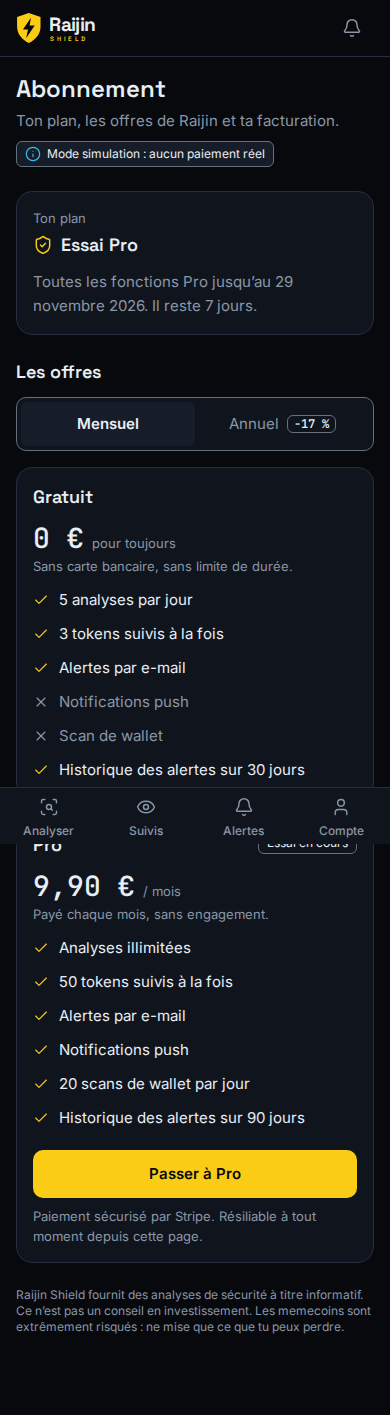 Raijin
SHIELD
Abonnement
Ton plan, les offres de Raijin et ta facturation.
Mode simulation : aucun paiement réel
Ton plan
Essai Pro
Toutes les fonctions Pro jusqu’au 29
novembre 2026. Il reste 7 jours.
Les offres
Mensuel
Annuel -17 %
Gratuit
0 € pour toujours
Sans carte bancaire, sans limite de durée.
5 analyses par jour
3 tokens suivis à la fois
Alertes par e-mail
Notifications push
Scan de wallet
Historique des alertes sur 30 jours
Analyser
Suivis
Alertes
Compte
Pro
Essai en cours
9,90 € / mois
Payé chaque mois, sans engagement.
Analyses illimitées
50 tokens suivis à la fois
Alertes par e-mail
Notifications push
20 scans de wallet par jour
Historique des alertes sur 90 jours
Passer à Pro
Paiement sécurisé par Stripe. Résiliable à tout
moment depuis cette page.
Raijin Shield fournit des analyses de sécurité à titre informatif.
Ce n’est pas un conseil en investissement. Les memecoins sont
extrêmement risqués : ne mise que ce que tu peux perdre.